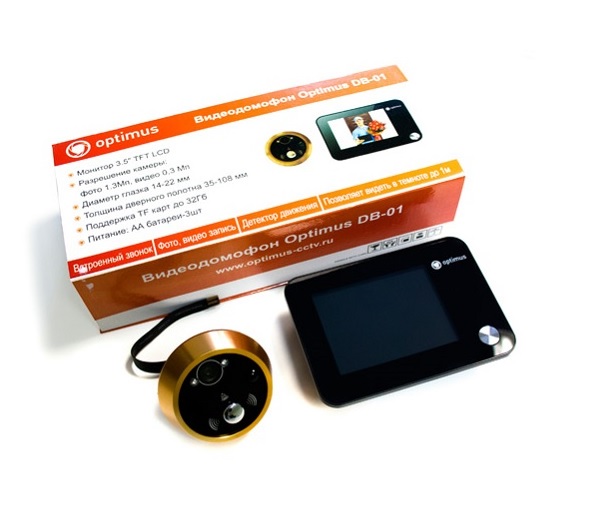 optimus
Видеодомофон Optimus DB-01
• Монитор 3.5" TFT LCD
• Разрешение камеры:
фото 1.3Мп, видео 0,3 Мп
• Диаметр глазка 14-22 мм
• Толщина дверного полотна 35-108 мм
• Поддержка TF карт до 32Гб
• Питание: АА батареи-3шт
Встроенный звонок Фото, видео запись Детектор движения Позволяет видеть в темноте до 1м
Видеодомофон Optimus DB-01
www.optimus-cctv.ru
optimus